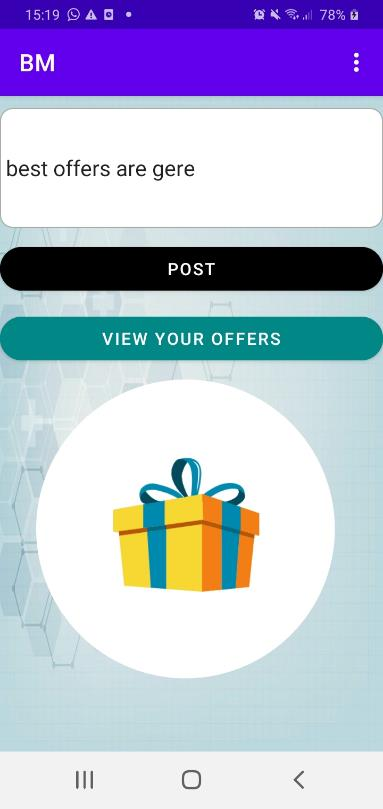 15:19 78%
BM
best offers are gere
POST
VIEW YOUR OFFERS